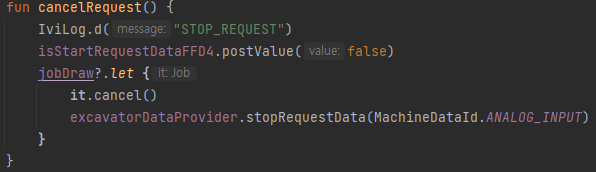 fun cancelRequest() {
IviLog.d( message: "STOP_REQUEST")
isStartRequestDataFFD4.postValue( value: false)
jobDraw?.let { it: Job
it.cancel()
excavatorDataProvider.stopRequestData(MachineDataId.ANALOG_INPUT)
}
}